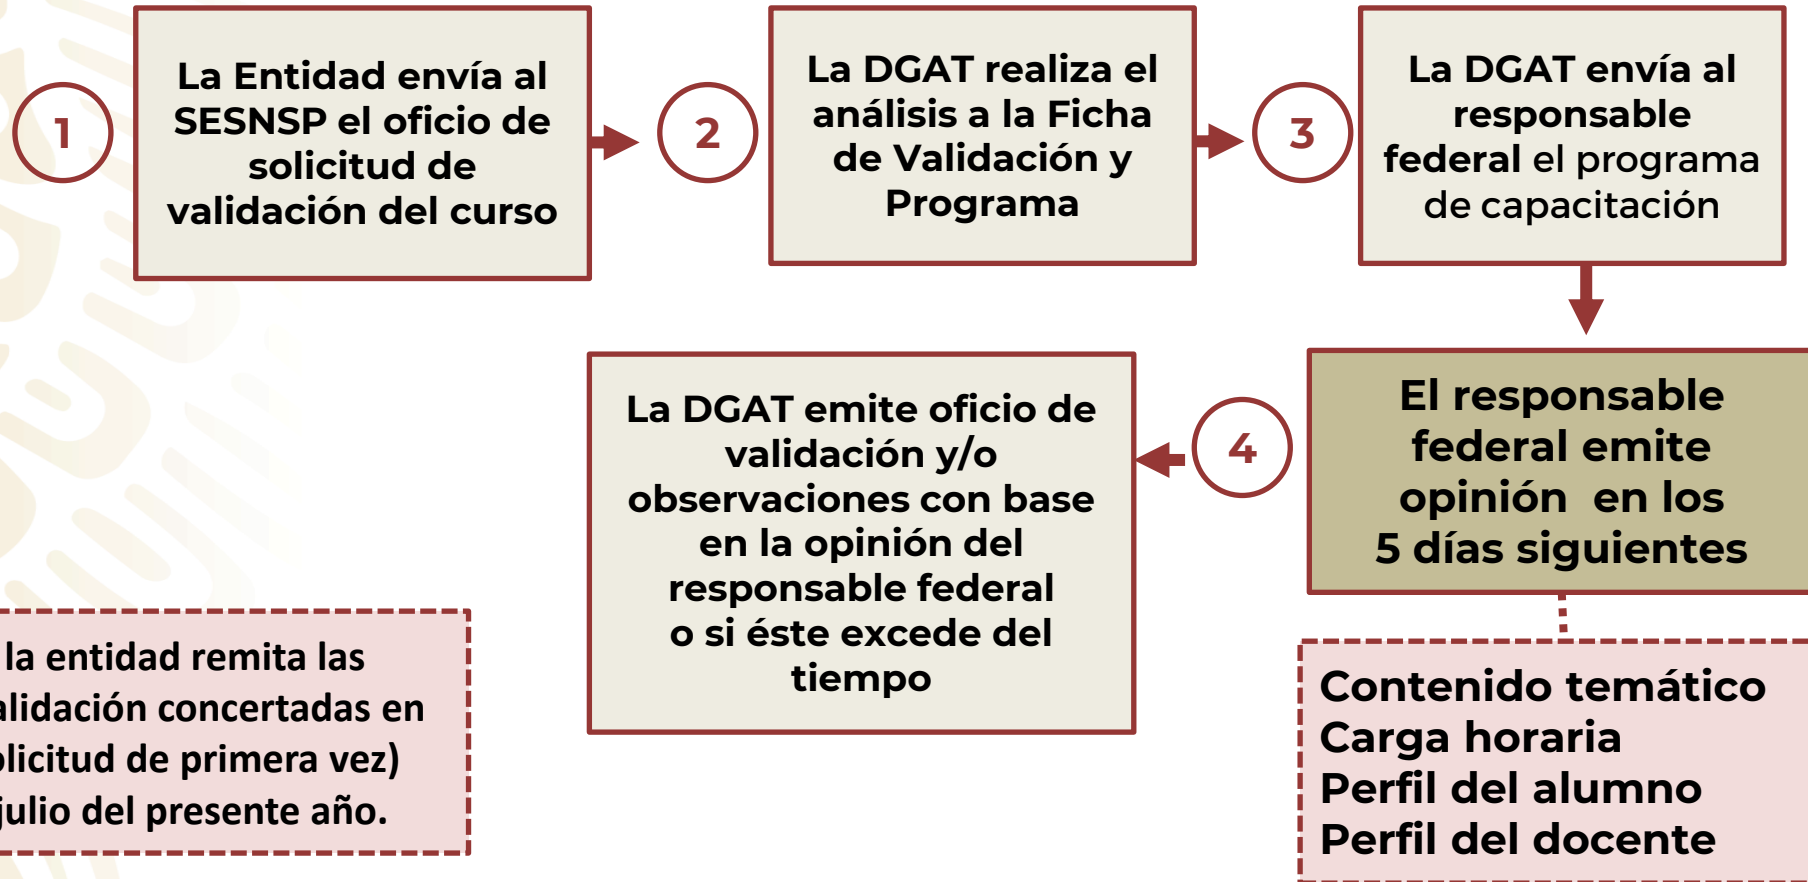 1
La Entidad envía al
SESNSP el oficio de
solicitud de
validación del curso
2
La DGAT realiza el
análisis a la Ficha
de Validación y
Programa
3
La DGAT envía al
responsable
federal el programa
de capacitación
El responsable
federal emite
opinión en los
5 días siguientes
4
La DGAT emite oficio de
validación y/o
observaciones con base
en la opinión del
responsable federal
o si éste excede del
tiempo
Contenido temático
Carga horaria
Perfil del alumno
Perfil del docente
la entidad remita las
alidación concertadas en
olicitud de primera vez)
julio del presente año.